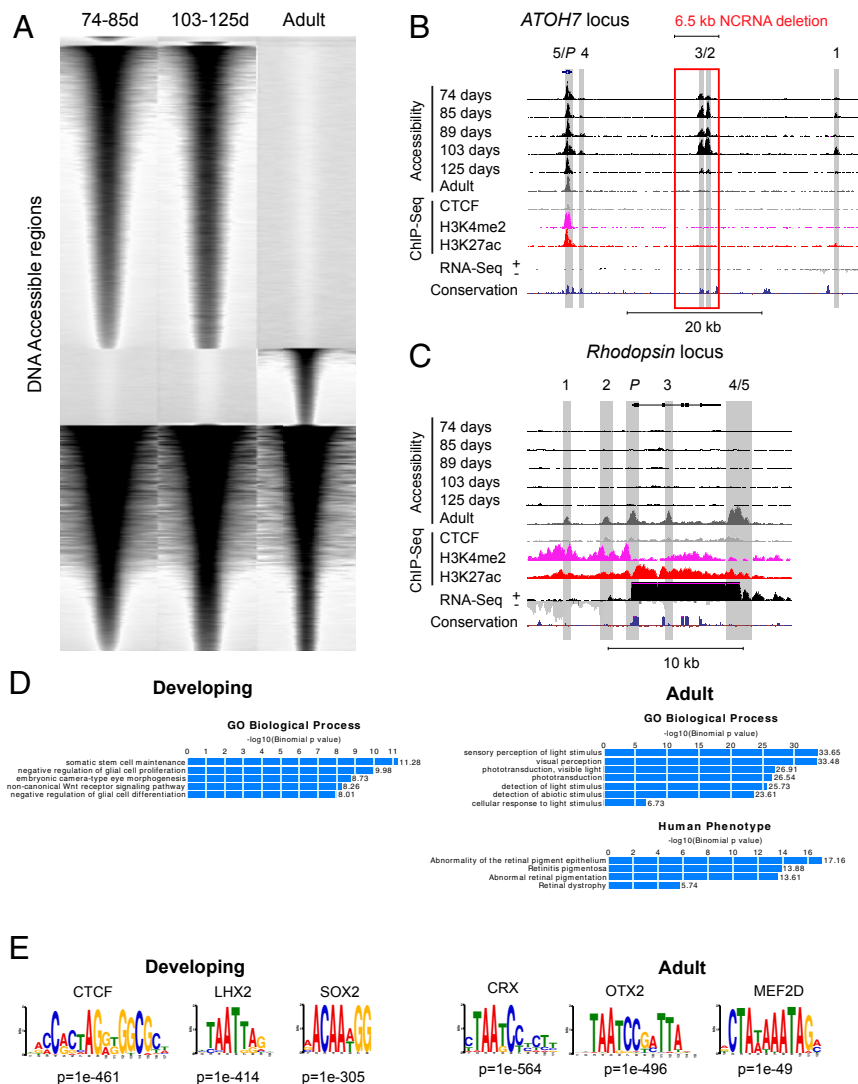 A
74-85d 103-125d Adult
DNA Accessible regions
B
ATOH7 locus
6.5 kb NCRNA deletion
5/P 4 3/2 1
Accessibility
74 days
85 days
89 days
103 days
125 days
Adult
ChIP-Seq
CTCF
H3K4me2
H3K27ac
RNA-Seq + -
Conservation
20 kb
C
Rhodopsin locus
1 2 P 3 4/5
Accessibility
74 days
85 days
89 days
103 days
125 days
Adult
ChIP-Seq
CTCF
H3K4me2
H3K27ac
RNA-Seq + -
Conservation
10 kb
D
Developing
GO Biological Process
-log10(Binomial p value)
0 1 2 3 4 5 6 7 8 9 10 11
somatic stem cell maintenance 11.28
negative regulation of glial cell proliferation 9.98
embryonic camera-type eye morphogenesis 8.73
non-canonical Wnt receptor signaling pathway 8.26
negative regulation of glial cell differentiation 8.01
Adult
GO Biological Process
-log10(Binomial p value)
0 5 10 15 20 25 30
sensory perception of light stimulus 33.65
visual perception 33.48
phototransduction, visible light 26.91
phototransduction 26.54
detection of light stimulus 25.73
detection of abiotic stimulus 23.61
cellular response to light stimulus 6.73
Human Phenotype
-log10(Binomial p value)
0 2 4 6 8 10 12 14 16
Abnormality of the retinal pigment epithelium 17.16
Retinitis pigmentosa 13.88
Abnormal retinal pigmentation 13.61
Retinal dystrophy 5.74
E
Developing
CTCF LHX2 SOX2
p=1e-461 p=1e-414 p=1e-305
Adult
CRX OTX2 MEF2D
p=1e-564 p=1e-496 p=1e-49